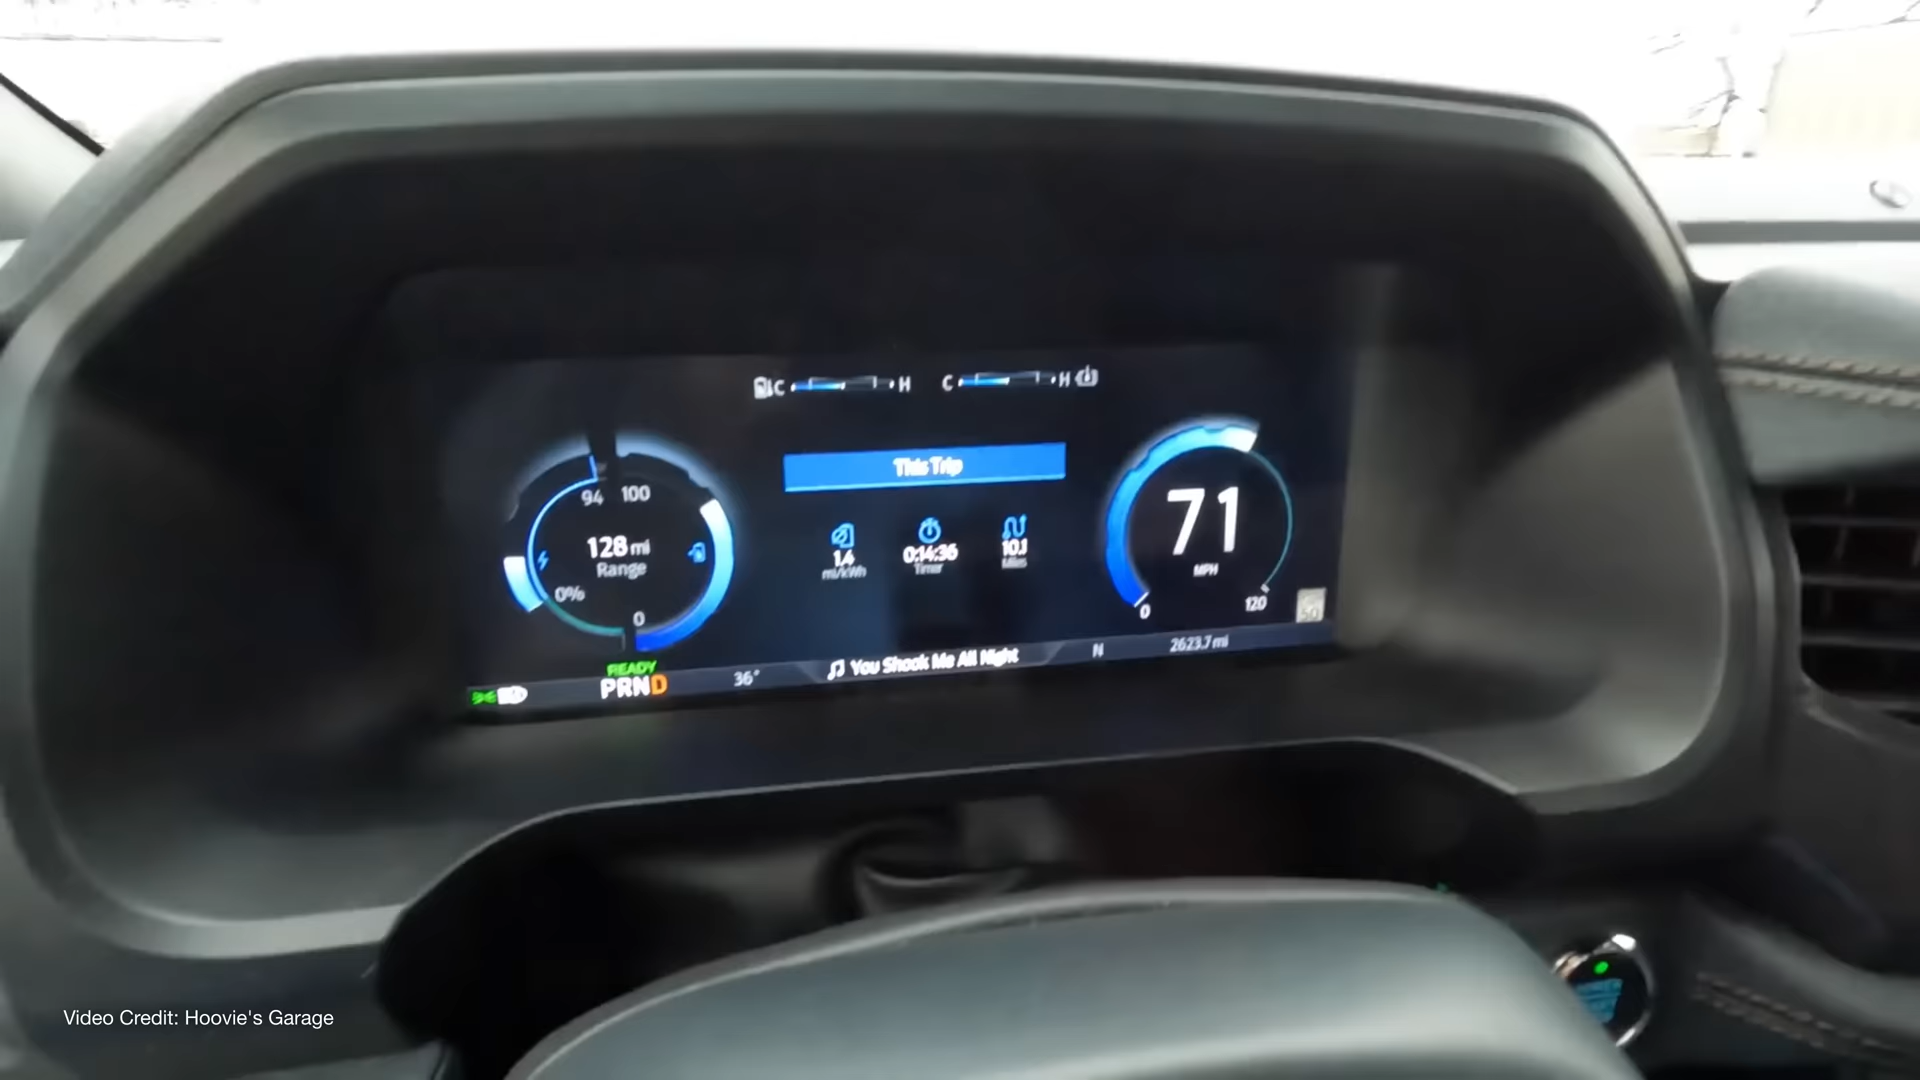 C H C H
This Trip
94 100
128 mi
Range
0%
0
1.4
mi/kWh
0:14:36
Timer
10.1
Miles
71
MPH
0
120
READY
PRND
36°
You Shook Me All Night
N
2623.7 mi
Video Credit: Hoovie's Garage